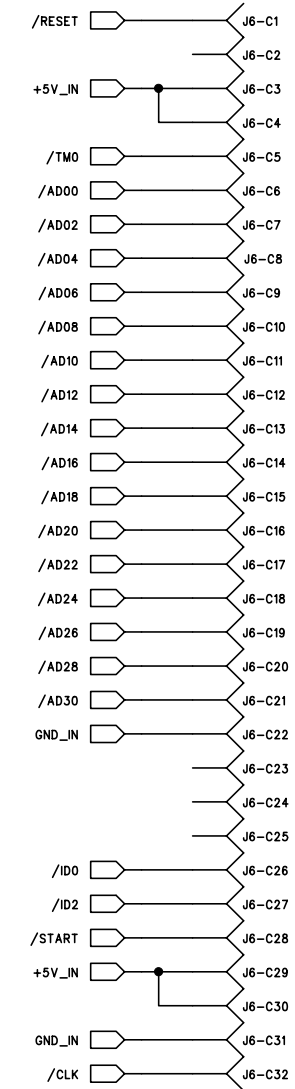 /RESET J6-C1
J6-C2
+5V_IN J6-C3
J6-C4
/TM0 J6-C5
/AD00 J6-C6
/AD02 J6-C7
/AD04 J6-C8
/AD06 J6-C9
/AD08 J6-C10
/AD10 J6-C11
/AD12 J6-C12
/AD14 J6-C13
/AD16 J6-C14
/AD18 J6-C15
/AD20 J6-C16
/AD22 J6-C17
/AD24 J6-C18
/AD26 J6-C19
/AD28 J6-C20
/AD30 J6-C21
GND_IN J6-C22
J6-C23
J6-C24
J6-C25
/ID0 J6-C26
/ID2 J6-C27
/START J6-C28
+5V_IN J6-C29
J6-C30
GND_IN J6-C31
/CLK J6-C32